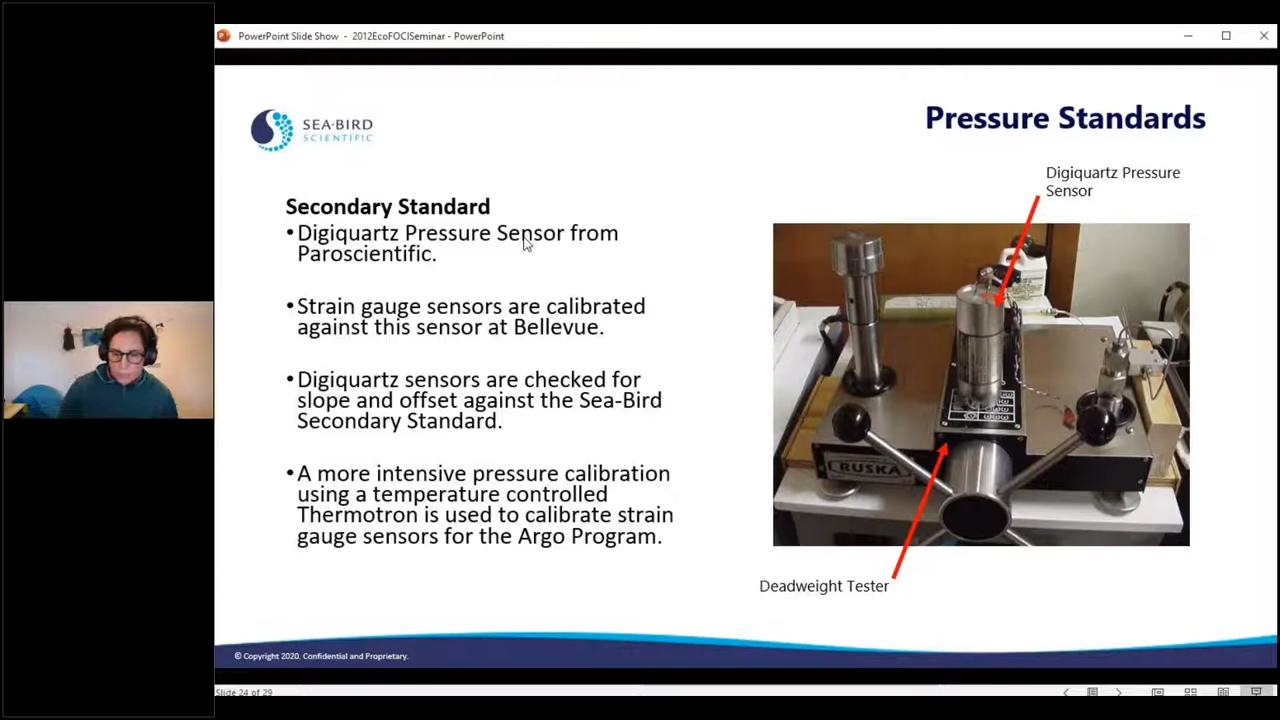 PowerPoint Slide Show - 2012EcoFOCISeminar - PowerPoint
SEA·BIRD
SCIENTIFIC
Pressure Standards
Digiquartz Pressure
Sensor
Secondary Standard
•Digiquartz Pressure Sensor from
Paroscientific.
•Strain gauge sensors are calibrated
against this sensor at Bellevue.
•Digiquartz sensors are checked for
slope and offset against the Sea-Bird
Secondary Standard.
•A more intensive pressure calibration
using a temperature controlled
Thermotron is used to calibrate strain
gauge sensors for the Argo Program.
RUSKA
Deadweight Tester
© Copyright 2020. Confidential and Proprietary.
Slide 24 of 29